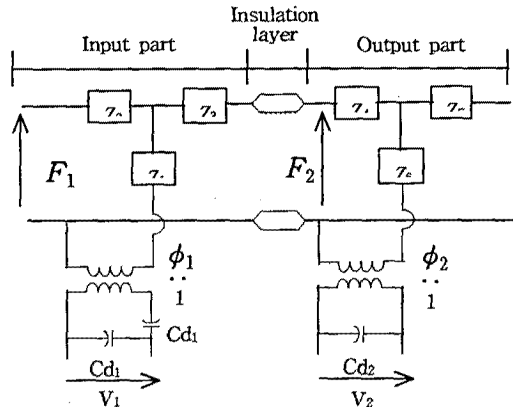 Insulation
layer
Input part
Output part
F₁
F₂
ϕ₁
:
1
Cd₁
Cd₁
V₁
ϕ₂
:
1
Cd₂
V₂